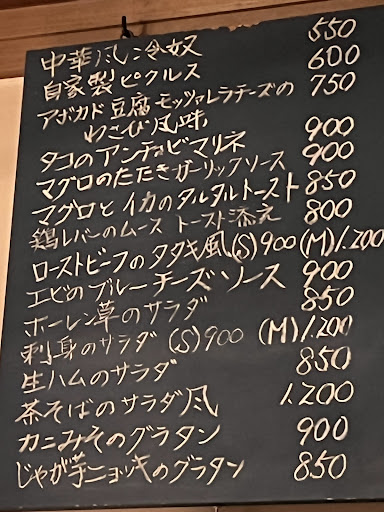 中華風冷奴 550
自家製ピクルス 600
アボカド豆腐モッツァレラチーズの 750
わさび風味
タコのアンチョビマリネ 900
マグロのたたきガーリックソース 900
マグロとイカのタルタルトースト 850
鶏レバーのムース トースト添え 800
ローストビーフのタタキ風(S)900(M)1.200
エビのブルーチーズソース 900
ホーレン草のサラダ 850
刺身のサラダ (S)900 (M)1.200
生ハムのサラダ 850
茶そばのサラダ風 1.200
カニみそのグラタン 900
じゃが芋ニョッキのグラタン 850